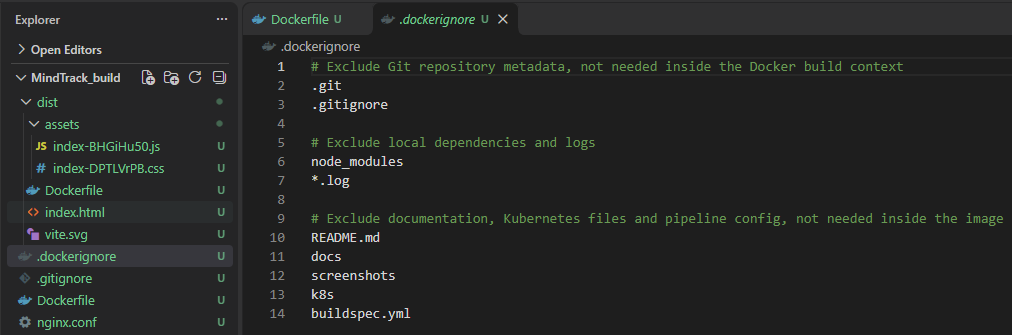 Explorer
Open Editors
MindTrack_build
dist
assets
JS index-BHGiHu50.js U
# index-DPTLVrPB.css U
Dockerfile U
<> index.html U
vite.svg U
.dockerignore U
.gitignore U
Dockerfile U
nginx.conf U
Dockerfile U
.dockerignore U
.dockerignore
1 # Exclude Git repository metadata, not needed inside the Docker build context
2 .git
3 .gitignore
4
5 # Exclude local dependencies and logs
6 node_modules
7 *.log
8
9 # Exclude documentation, Kubernetes files and pipeline config, not needed inside the image
10 README.md
11 docs
12 screenshots
13 k8s
14 buildspec.yml